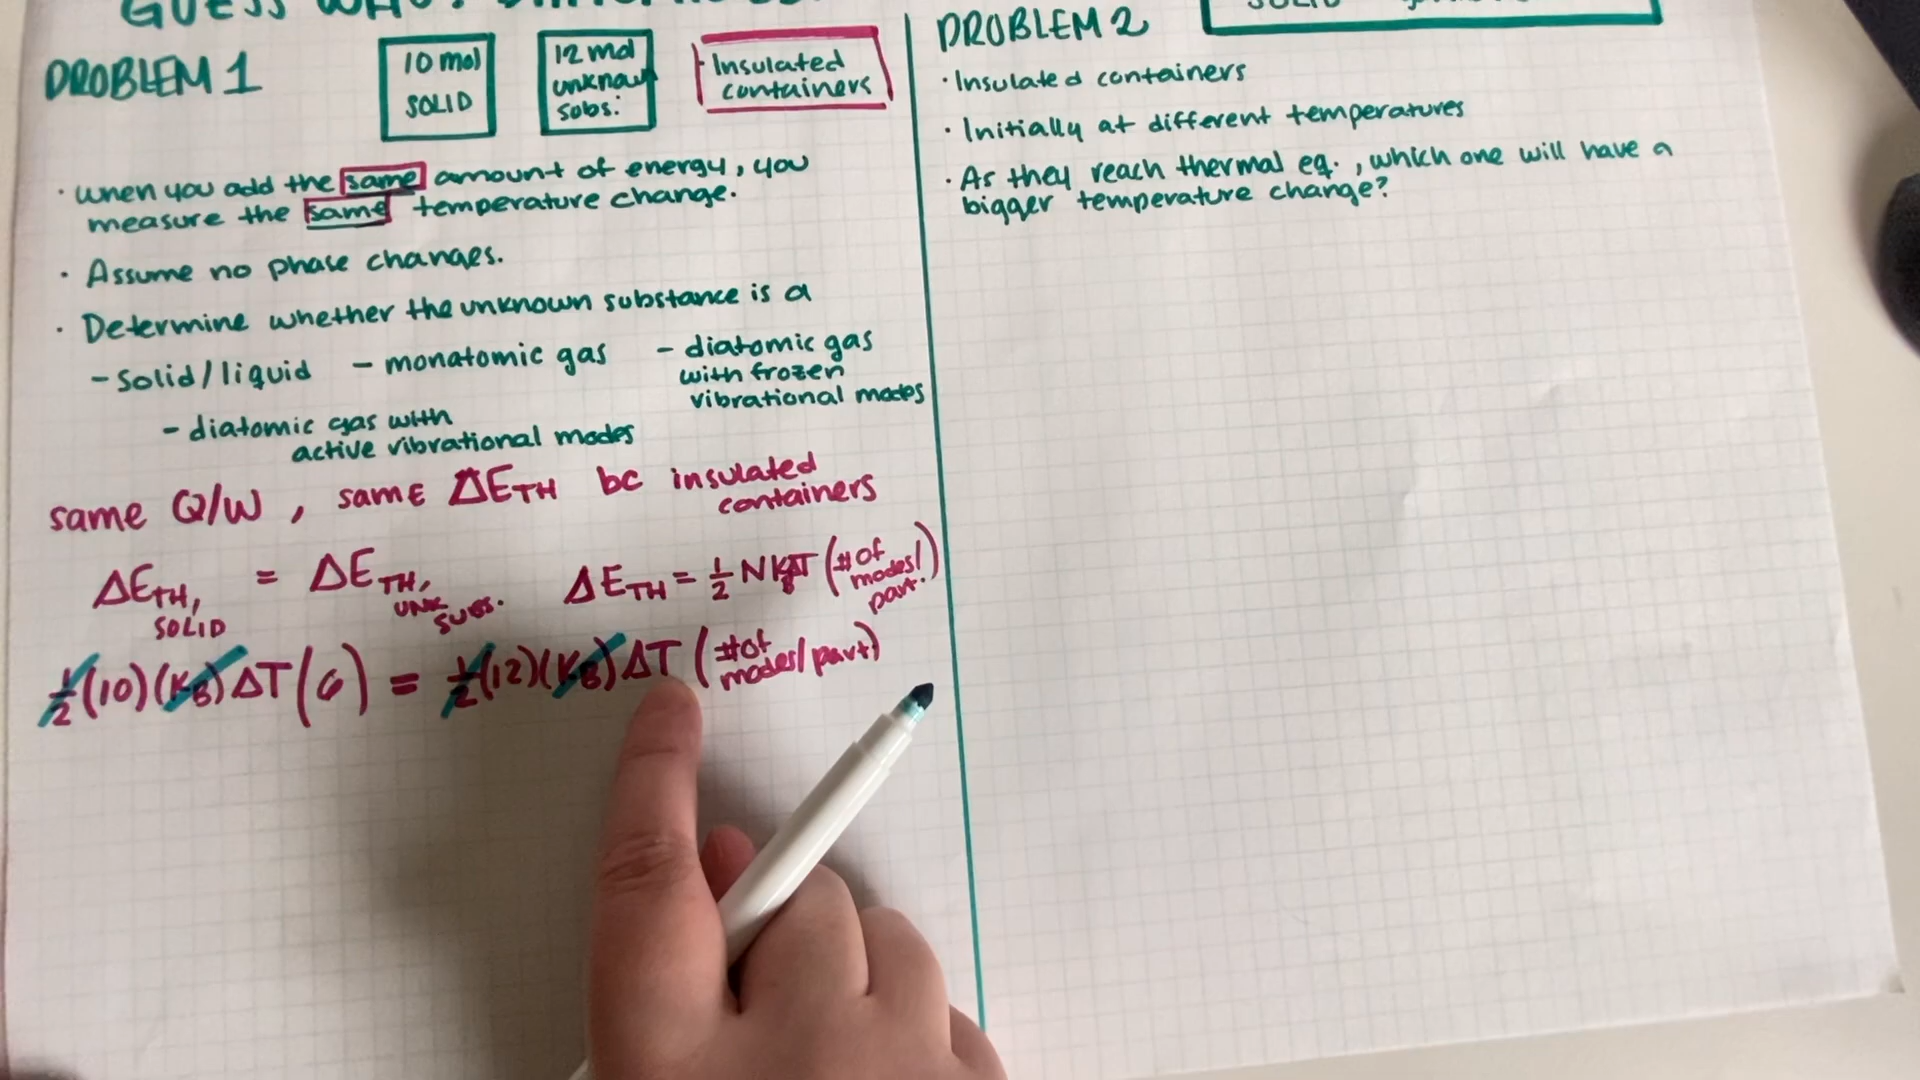 GUESS WHO?
PROBLEM 1
10 mol
SOLID
12 mol
unknown
subs.
Insulated
containers
· When you add the same amount of energy, you
measure the same temperature change.
· Assume no phase changes.
· Determine whether the unknown substance is a
- solid/liquid - monatomic gas - diatomic gas
with frozen
vibrational modes
- diatomic gas with
active vibrational modes
same Q/W, same ΔETH bc insulated
containers
ΔETH, SOLID = ΔETH, UNK SUBS. ΔETH = 1/2 N KB ΔT (# of modes/part.)
1/2 (10)(KB) ΔT (6) = 1/2 (12)(KB) ΔT (# of modes/part)
PROBLEM 2
SOLID
· Insulated containers
· Initially at different temperatures
· As they reach thermal eq., which one will have a
bigger temperature change?